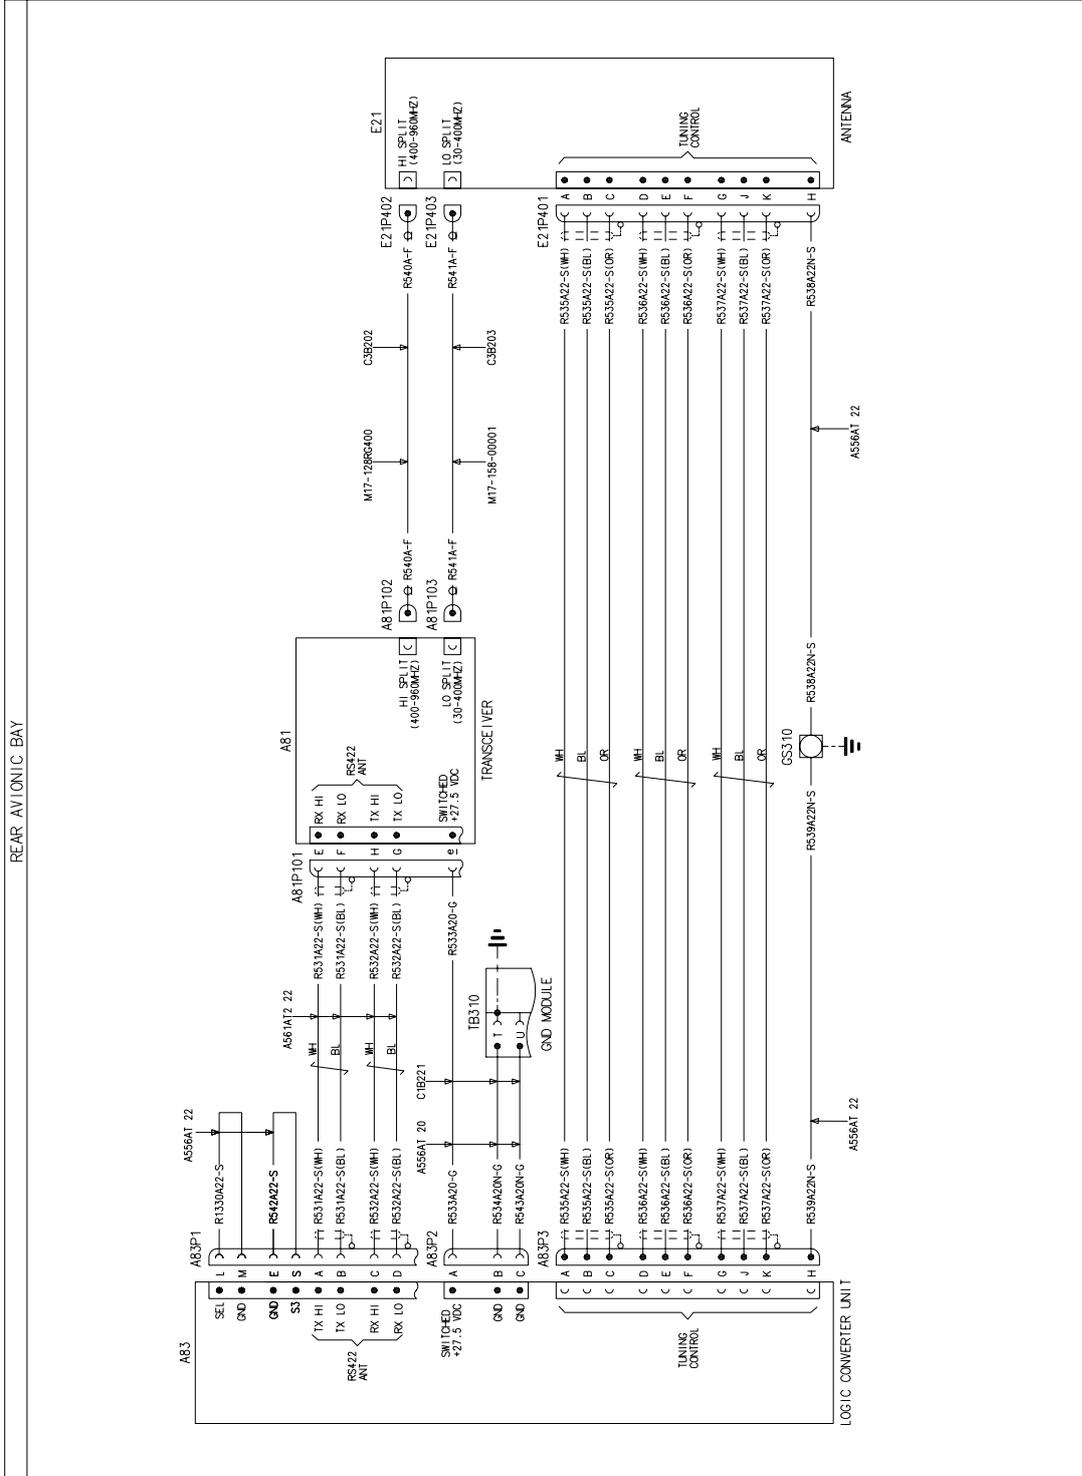 REAR AVIONIC BAY
A83
SEL
GND
GND
S3
TX HI
TX LO
RX HI
RX LO
RS422
ANT
SWITCHED
+27.5 VDC
GND
GND
TUNING
CONTROL
LOGIC CONVERTER UNIT
A83P1
L
M
E
S
A
B
C
D
A83P2
A
B
C
A83P3
A
B
C
D
E
F
G
J
K
H
R1330A22-S
R542A22-S
A556AT 22
R531A22-S(WH)
R531A22-S(BL)
R532A22-S(WH)
R532A22-S(BL)
R533A20-G
R534A20N-G
R543A20N-G
R535A22-S(WH)
R535A22-S(BL)
R535A22-S(OR)
R536A22-S(WH)
R536A22-S(BL)
R536A22-S(OR)
R537A22-S(WH)
R537A22-S(BL)
R537A22-S(OR)
R539A22N-S
A556AT 22
A556AT 20
C1B221
WH
BL
WH
BL
A561AT2 22
TB310
T
U
GND MODULE
R531A22-S(WH)
R531A22-S(BL)
R532A22-S(WH)
R532A22-S(BL)
R533A20-G
A81P101
E
F
H
G
e
A81
RX HI
RX LO
TX HI
TX LO
RS422
ANT
SWITCHED
+27.5 VDC
HI SPLIT
(400-960MHZ)
LO SPLIT
(30-400MHZ)
TRANSCEIVER
WH
BL
OR
WH
BL
OR
WH
BL
OR
R539A22N-S
GS310
R538A22N-S
A81P102
A81P103
R540A-F
R541A-F
M17-128RG400
M17-158-00001
C3B202
C3B203
A556AT 22
R540A-F
R541A-F
R535A22-S(WH)
R535A22-S(BL)
R535A22-S(OR)
R536A22-S(WH)
R536A22-S(BL)
R536A22-S(OR)
R537A22-S(WH)
R537A22-S(BL)
R537A22-S(OR)
R538A22N-S
E21P402
E21P403
E21P401
A
B
C
D
E
F
G
J
K
H
E21
HI SPLIT
(400-960MHZ)
LO SPLIT
(30-400MHZ)
TUNING
CONTROL
ANTENNA